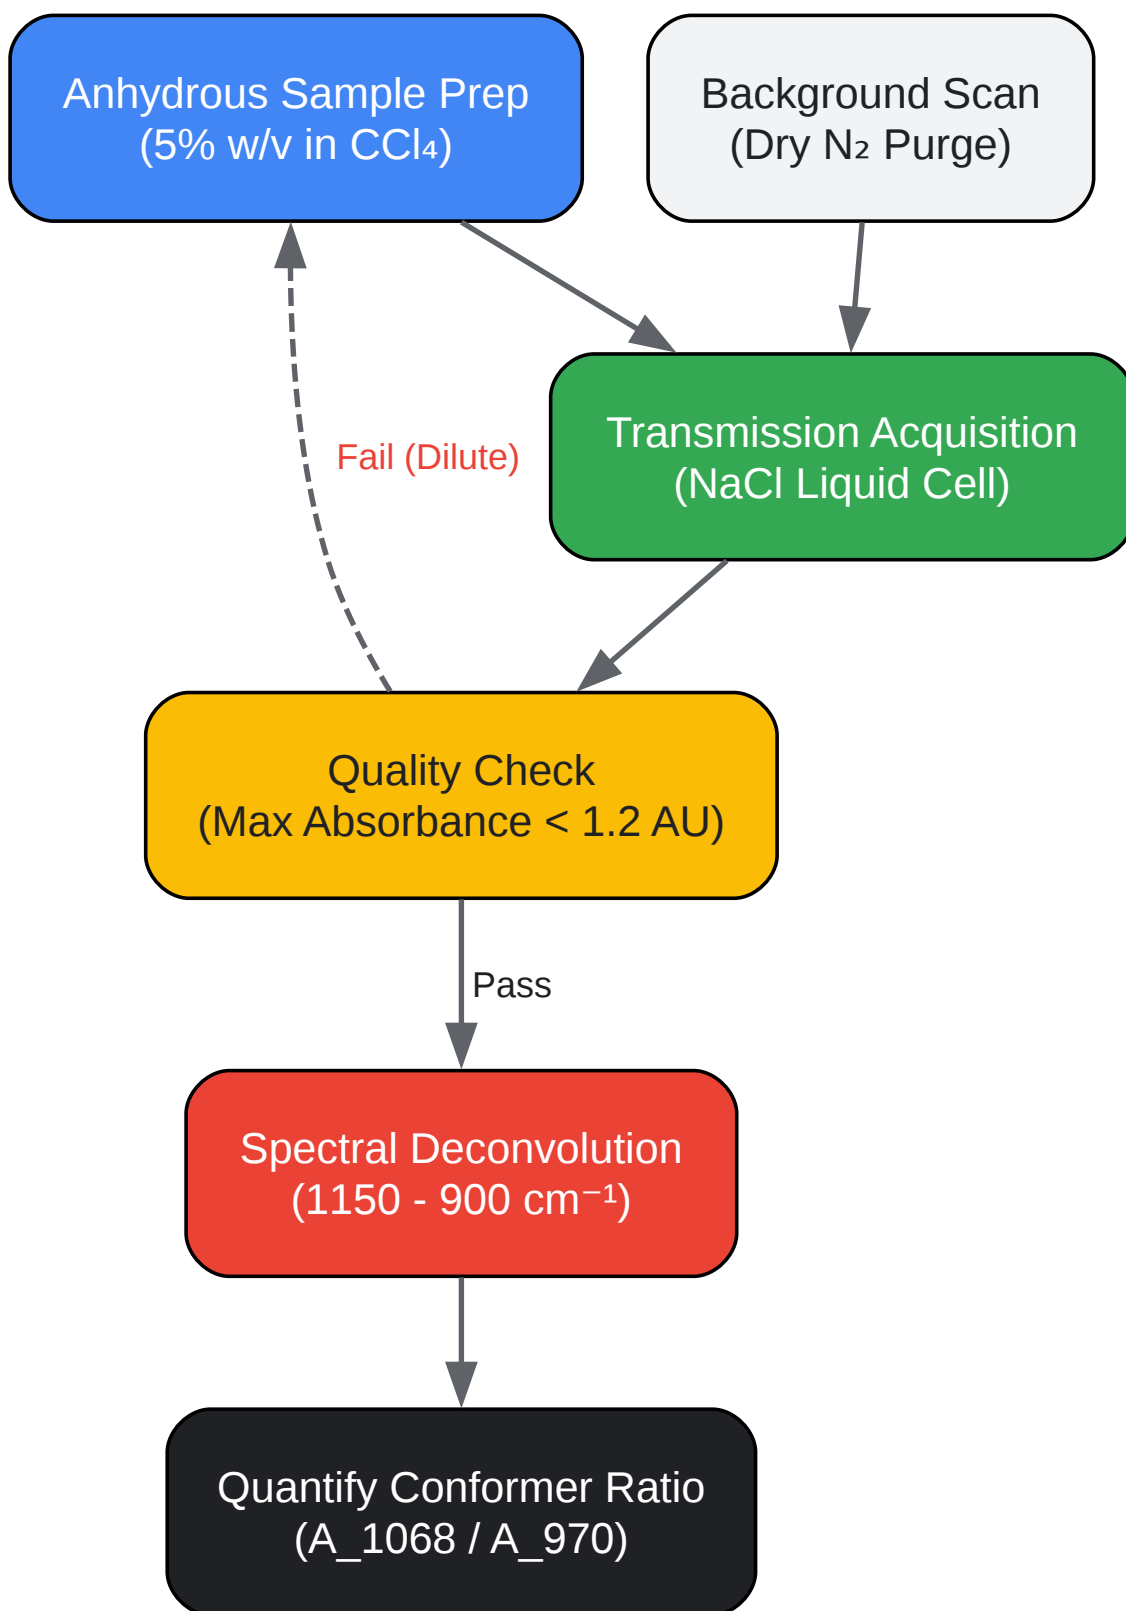 Anhydrous Sample Prep
(5% w/v in CCl₄)
Background Scan
(Dry N₂ Purge)
Transmission Acquisition
(NaCl Liquid Cell)
Fail (Dilute)
Quality Check
(Max Absorbance < 1.2 AU)
Pass
Spectral Deconvolution
(1150 - 900 cm⁻¹)
Quantify Conformer Ratio
(A_1068 / A_970)